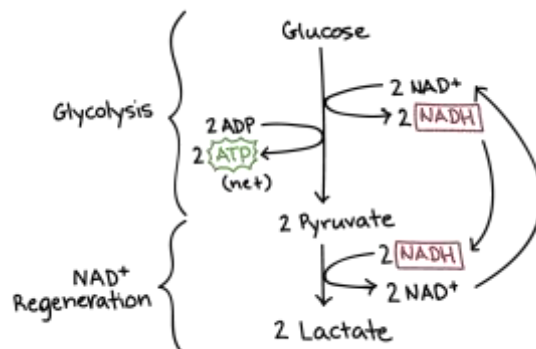 Glucose
Glycolysis
2 NAD+
2 NADH
2 ADP
2 ATP
(net)
2 Pyruvate
NAD+
Regeneration
2 NADH
2 NAD+
2 Lactate